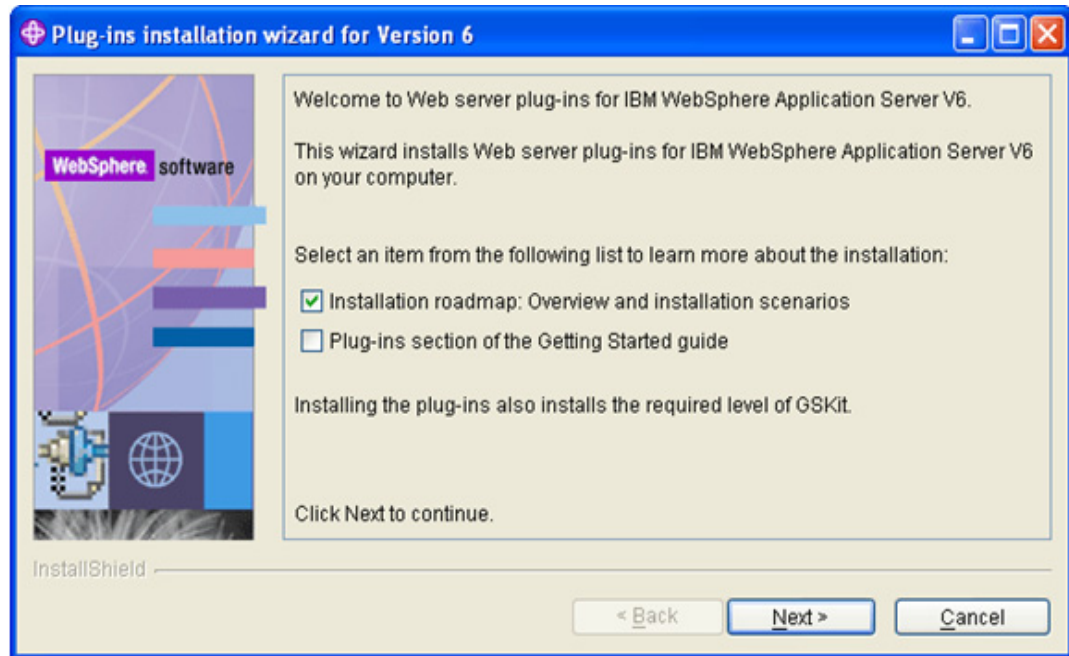 Plug-ins installation wizard for Version 6
WebSphere software
Welcome to Web server plug-ins for IBM WebSphere Application Server V6.
This wizard installs Web server plug-ins for IBM WebSphere Application Server V6
on your computer.
Select an item from the following list to learn more about the installation:
Installation roadmap: Overview and installation scenarios
Plug-ins section of the Getting Started guide
Installing the plug-ins also installs the required level of GSKit.
Click Next to continue.
InstallShield
< Back
Next >
Cancel